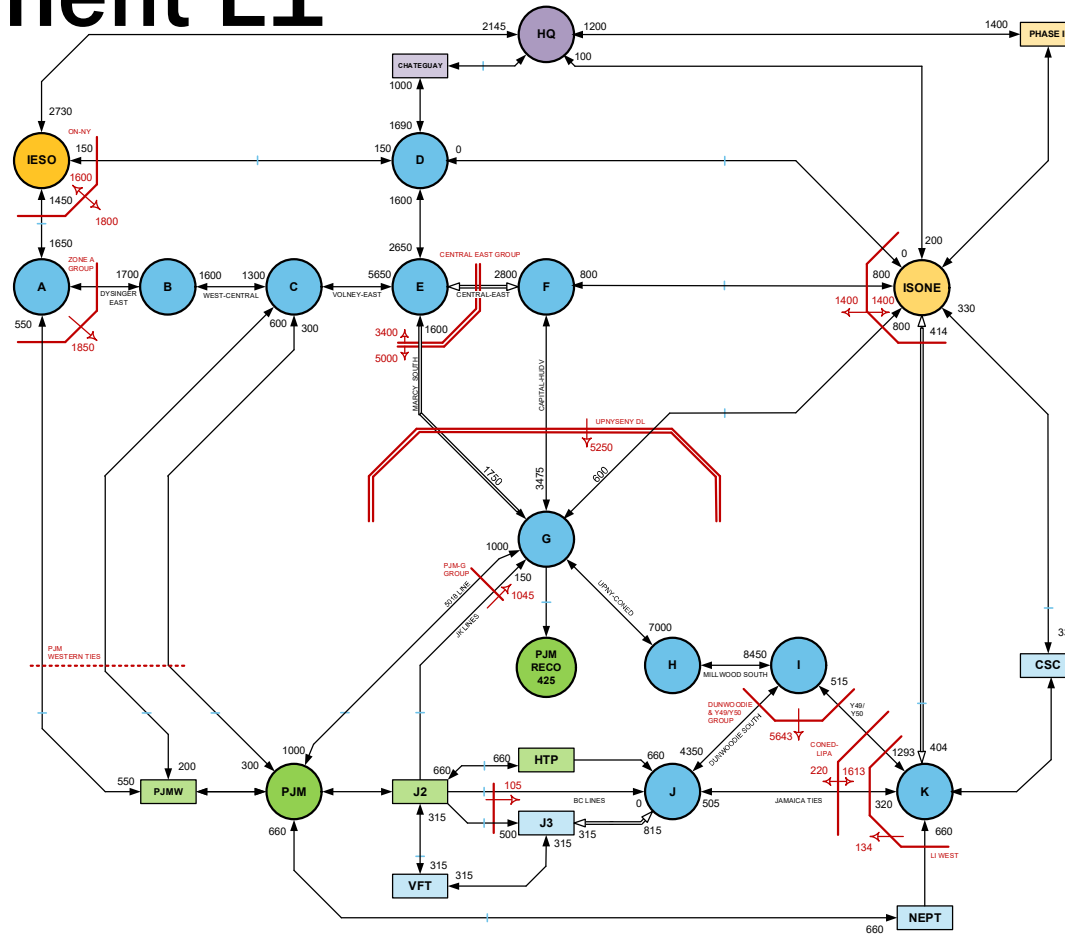 2145
HQ
1200
1400
PHASE I
CHATEGUAY
100
1000
2730
ON-NY
150
1690
IESO
150
D
0
1600
1450
1800
1600
1650
2650
0
200
ZONE A
GROUP
CENTRAL EAST GROUP
A
1700
B
1600
1300
C
5650
E
2800
F
800
800
ISONE
DYSINGER
EAST
WEST-CENTRAL
VOLNEY-EAST
CENTRAL-EAST
1400
1400
330
550
600
300
1600
800
414
1850
3400
5000
MARCY SOUTH
CAPITAL-HUDV
UPNYSENY DL
5250
1750
3475
600
G
1000
PJM-G
GROUP
150
1045
5018 LINE
JK LINES
UPNY-CONED
7000
PJM
WESTERN TIES
PJM
RECO
425
H
8450
I
MILLWOOD SOUTH
CSC
515
DUNWOODIE
& Y49/Y50
GROUP
Y49/
Y50
5643
DUNWOODIE SOUTH
CONED-
LIPA
1000
4350
1293
404
200
300
660
HTP
660
660
550
220
1613
PJMW
PJM
J2
105
BC LINES
0
J
505
JAMAICA TIES
320
K
660
315
500
J3
315
815
660
134
315
LI WEST
315
315
VFT
NEPT
660